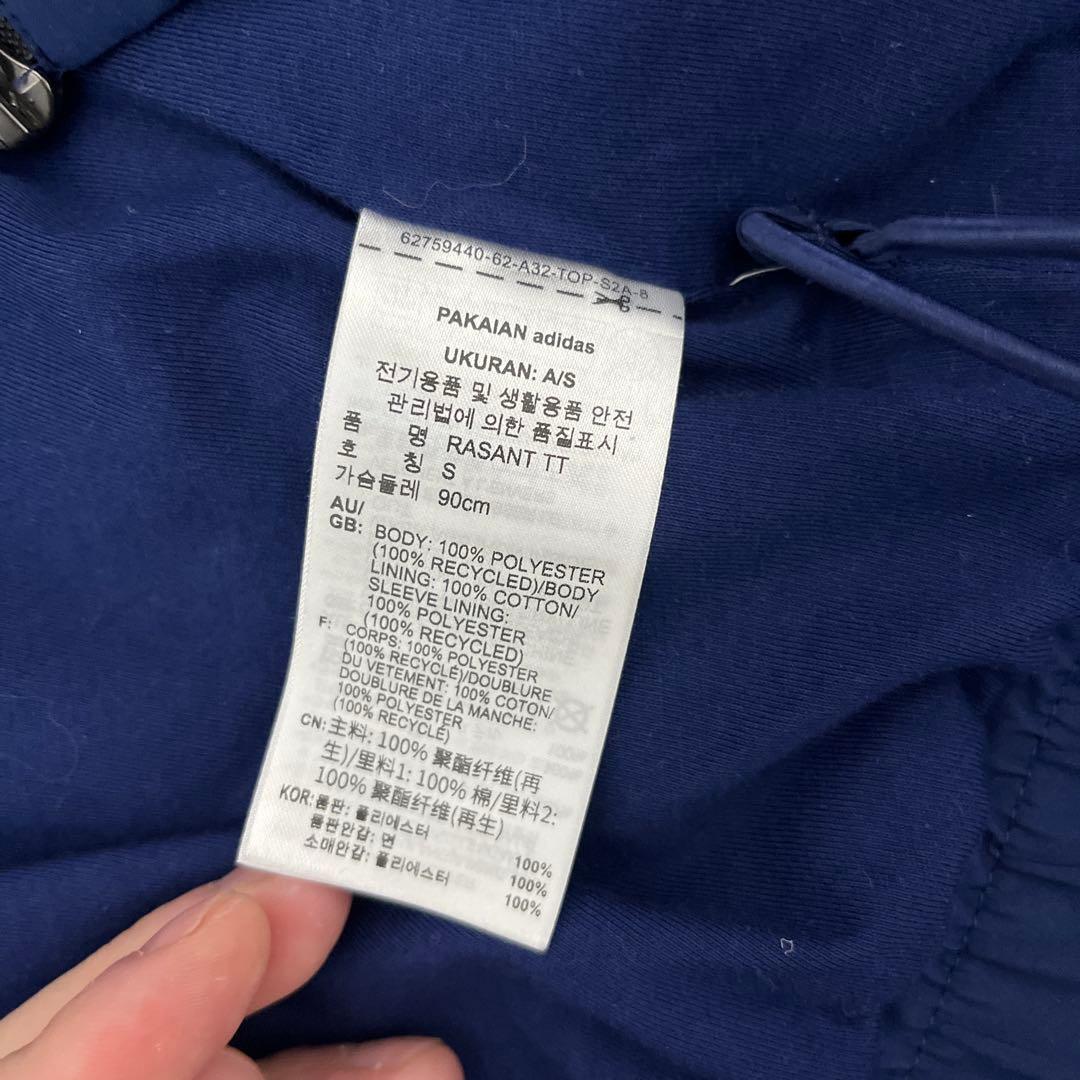 62759440-62-A32-TOP-S2A-8
PAKAIAN adidas
UKURAN: A/S
전기용품 및 생활용품 안전
관리법에 의한 품질표시
품 명 RASANT TT
호 칭 S
가슴둘레 90cm
AU/
GB: BODY: 100% POLYESTER
(100% RECYCLED)/BODY
LINING: 100% COTTON/
SLEEVE LINING:
100% POLYESTER
(100% RECYCLED)
F: CORPS: 100% POLYESTER
(100% RECYCLÉ)/DOUBLURE
DU VETEMENT: 100% COTON/
DOUBLURE DE LA MANCHE:
100% POLYESTER
(100% RECYCLÉ)
CN: 主料: 100% 聚酯纤维(再
生)/里料1: 100% 棉/里料2:
100% 聚酯纤维(再生)
KOR: 몸판: 폴리에스터 100%
몸판안감: 면 100%
소매안감: 폴리에스터 100%